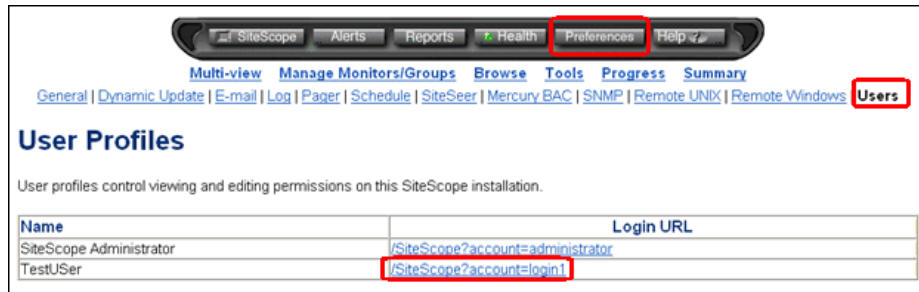 SiteScope Alerts Reports Health Preferences Help
Multi-view Manage Monitors/Groups Browse Tools Progress Summary
General | Dynamic Update | E-mail | Log | Pager | Schedule | SiteSeer | Mercury BAC | SNMP | Remote UNIX | Remote Windows | Users
User Profiles
User profiles control viewing and editing permissions on this SiteScope installation.
Name Login URL
SiteScope Administrator /SiteScope?account=administrator
TestUSer /SiteScope?account=login1